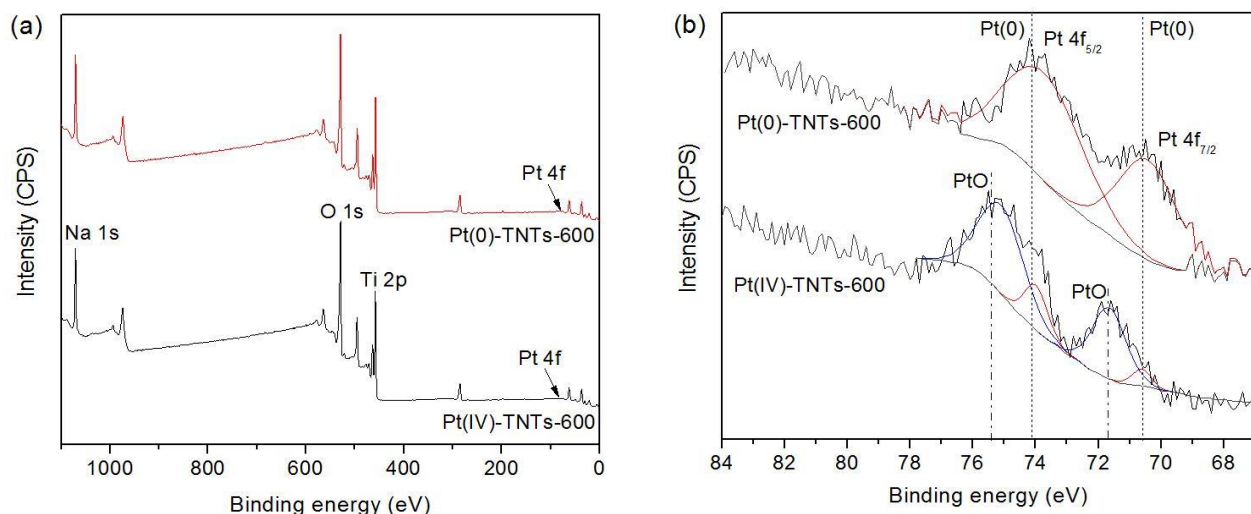 (a)
Intensity (CPS)
Na 1s
O 1s
Ti 2p
Pt 4f
Pt(0)-TNTs-600
Pt 4f
Pt(IV)-TNTs-600
1000 800 600 400 200 0
Binding energy (eV)
(b)
Intensity (CPS)
Pt(0) Pt 4f5/2 Pt(0)
Pt(0)-TNTs-600
Pt 4f7/2
PtO
Pt(IV)-TNTs-600
PtO
84 82 80 78 76 74 72 70 68
Binding energy (eV)